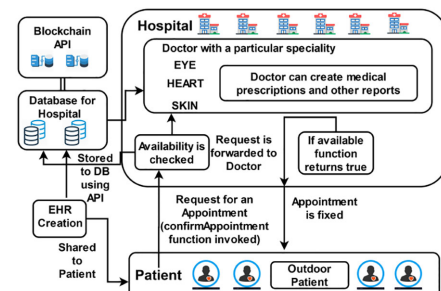 Hospital
Blockchain
API
Database for
Hospital
Doctor with a particular speciality
EYE
HEART
SKIN
Doctor can create medical
prescriptions and other reports
Availability is
checked
Request is
forwarded to
Doctor
If available
function
returns true
Stored
to DB
using
API
EHR
Creation
Request for an
Appointment
(confirmAppointment
function invoked)
Appointment
is fixed
Shared
to
Patient
Patient
Outdoor
Patient